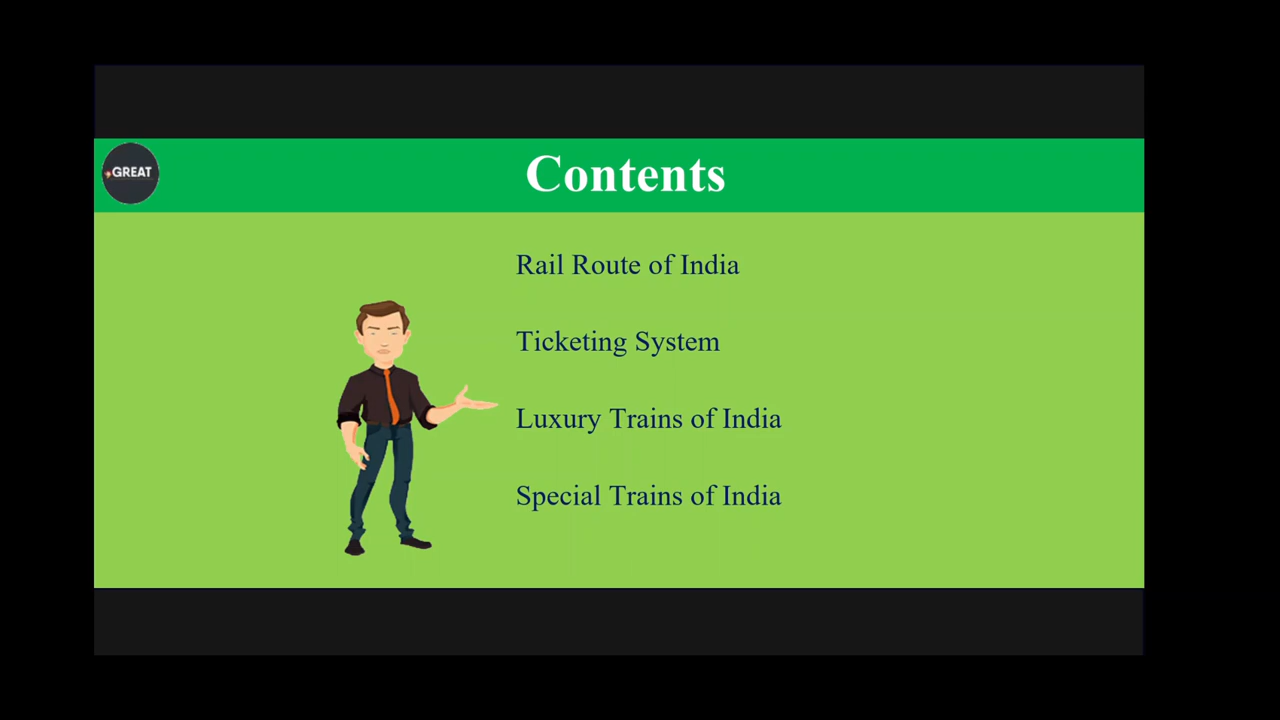 GREAT
Contents
Rail Route of India
Ticketing System
Luxury Trains of India
Special Trains of India